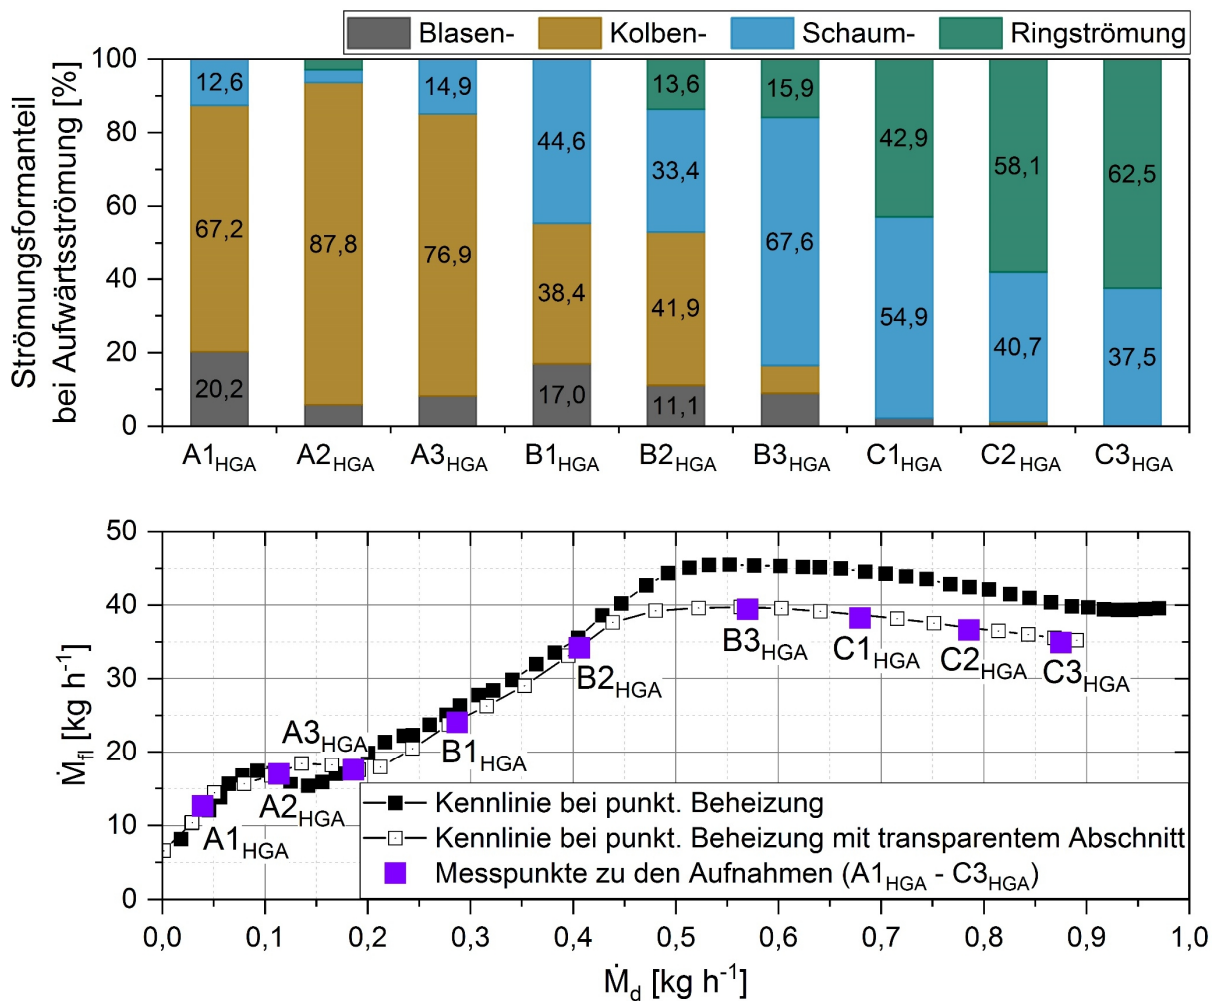 Blasen- Kolben- Schaum- Ringströmung
Strömungsformanteil
bei Aufwärtsströmung [%]
100
80
60
40
20
0
12,6
67,2
20,2
87,8
14,9
76,9
44,6
38,4
17,0
13,6
33,4
41,9
11,1
15,9
67,6
42,9
54,9
58,1
40,7
62,5
37,5
A1HGA A2HGA A3HGA B1HGA B2HGA B3HGA C1HGA C2HGA C3HGA
Ṁfl [kg h-1]
50
40
30
20
10
0
A1HGA
A2HGA
A3HGA
B1HGA
B2HGA
B3HGA
C1HGA
C2HGA
C3HGA
Kennlinie bei punkt. Beheizung
Kennlinie bei punkt. Beheizung mit transparentem Abschnitt
Messpunkte zu den Aufnahmen (A1HGA - C3HGA)
0,0 0,1 0,2 0,3 0,4 0,5 0,6 0,7 0,8 0,9 1,0
Ṁd [kg h-1]